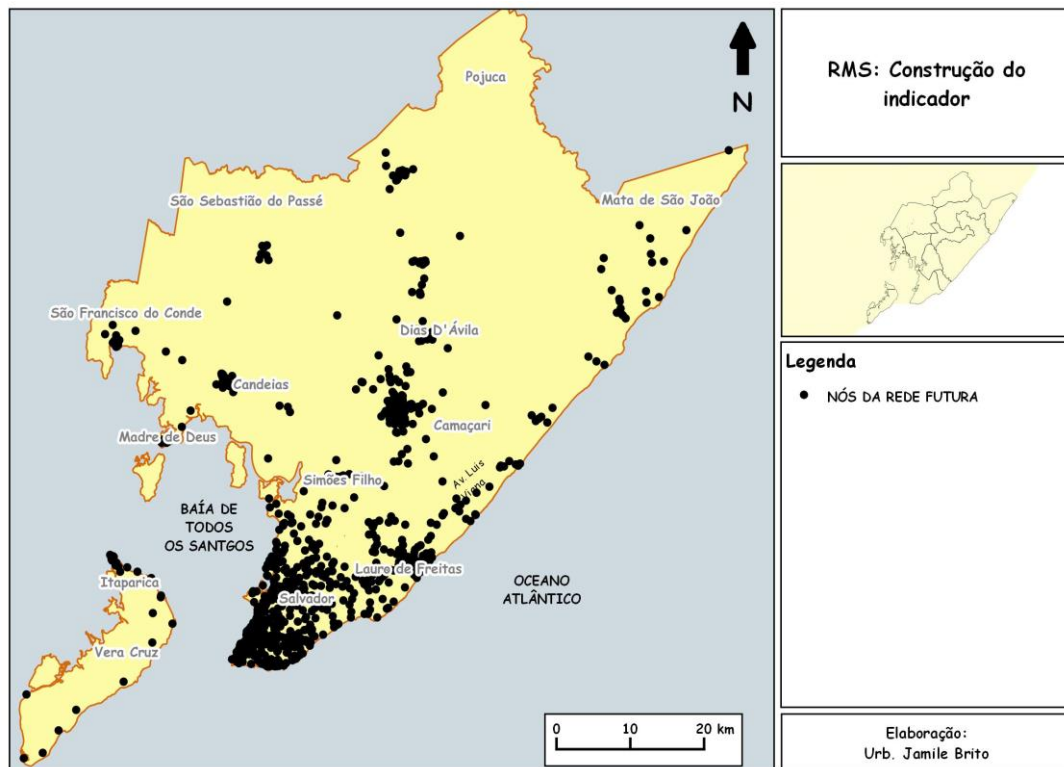 RMS: Construção do
indicador
Pojuca
N
São Sebastião do Passé
Mata de São João
São Francisco do Conde
Dias D'Ávila
Candeias
Camaçari
Madre de Deus
Simões Filho
Av. Luís
Viana
BAÍA DE
TODOS
OS SANTGOS
Lauro de Freitas
Itaparica
Salvador
OCEANO
ATLÂNTICO
Vera Cruz
0 10 20 km
Legenda
NÓS DA REDE FUTURA
Elaboração:
Urb. Jamile Brito